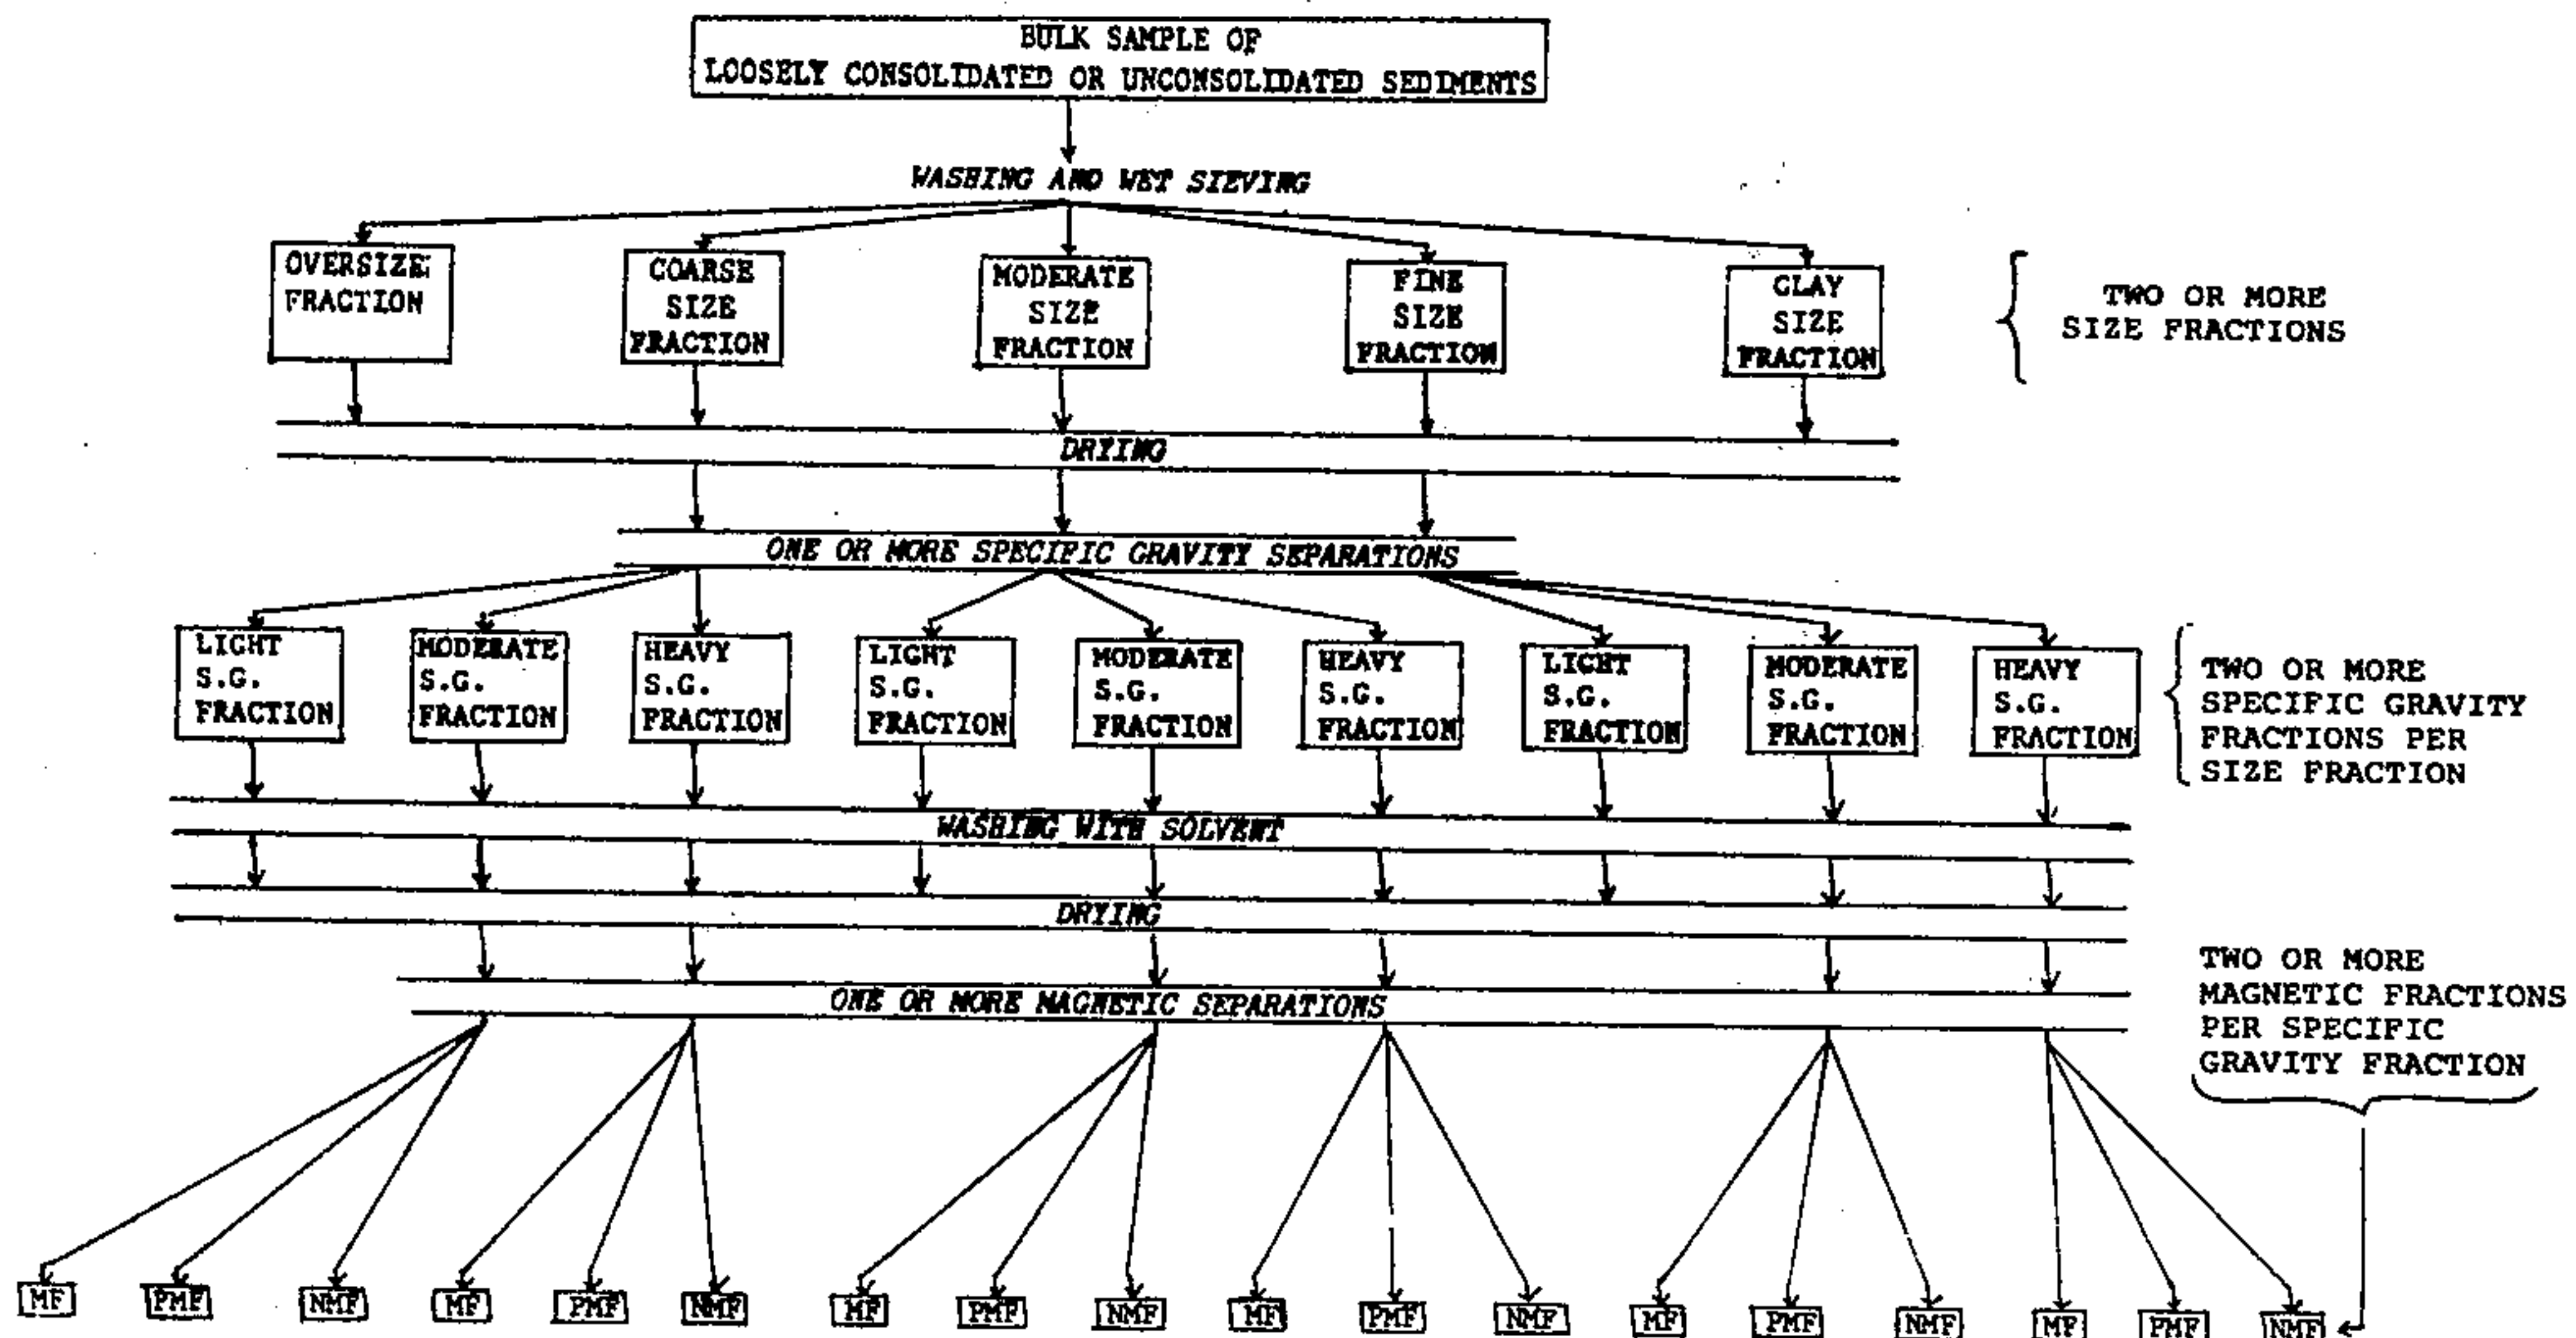 BULK SAMPLE OF
LOOSELY CONSOLIDATED OR UNCONSOLIDATED SEDIMENTS
WASHING AND WET SIEVING
OVERSIZE
FRACTION
COARSE
SIZE
FRACTION
MODERATE
SIZE
FRACTION
FINE
SIZE
FRACTION
CLAY
SIZE
FRACTION
TWO OR MORE
SIZE FRACTIONS
DRYING
ONE OR MORE SPECIFIC GRAVITY SEPARATIONS
LIGHT
S.G.
FRACTION
MODERATE
S.G.
FRACTION
HEAVY
S.G.
FRACTION
LIGHT
S.G.
FRACTION
MODERATE
S.G.
FRACTION
HEAVY
S.G.
FRACTION
LIGHT
S.G.
FRACTION
MODERATE
S.G.
FRACTION
HEAVY
S.G.
FRACTION
TWO OR MORE
SPECIFIC GRAVITY
FRACTIONS PER
SIZE FRACTION
WASHING WITH SOLVENT
DRYING
ONE OR MORE MAGNETIC SEPARATIONS
TWO OR MORE
MAGNETIC FRACTIONS
PER SPECIFIC
GRAVITY FRACTION
MF
PMF
NMF
MF
PMF
NMF
MF
PMF
NMF
MF
PMF
NMF
MF
PMF
NMF
MF
PMF
NMF